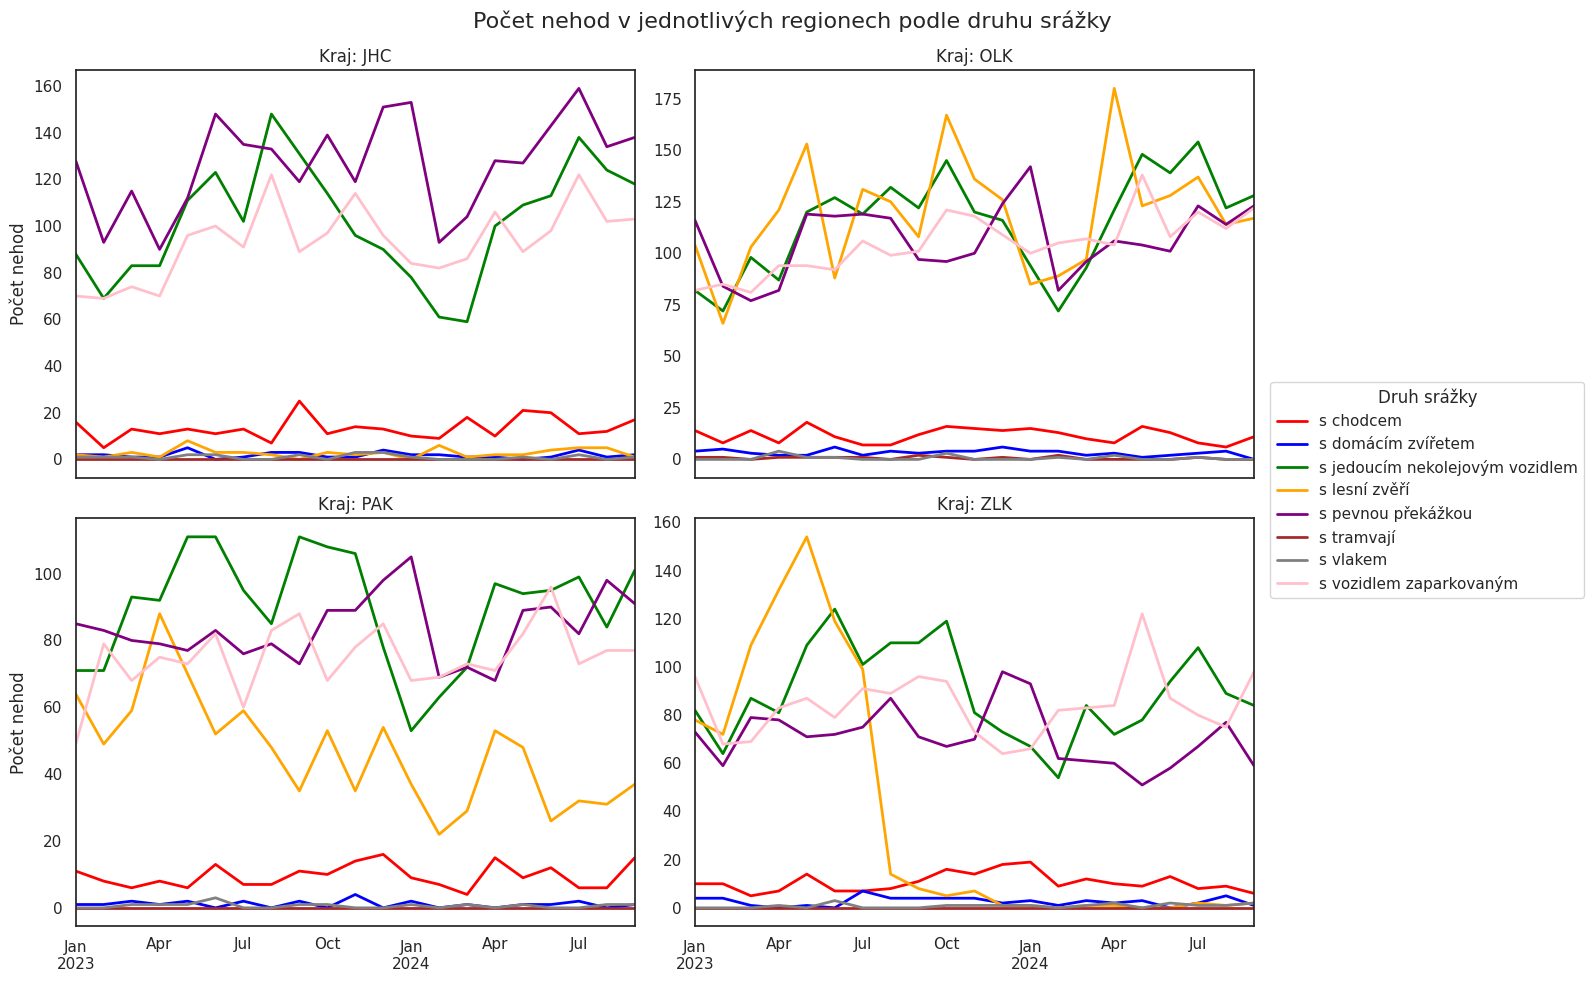 Počet nehod v jednotlivých regionech podle druhu srážky
Kraj: JHC
Počet nehod
160
140
120
100
80
60
40
20
0
Kraj: OLK
175
150
125
100
75
50
25
0
Kraj: PAK
Počet nehod
100
80
60
40
20
0
Jan
2023
Apr
Jul
Oct
Jan
2024
Apr
Jul
Kraj: ZLK
160
140
120
100
80
60
40
20
0
Jan
2023
Apr
Jul
Oct
Jan
2024
Apr
Jul
Druh srážky
s chodcem
s domácím zvířetem
s jedoucím nekolejovým vozidlem
s lesní zvěří
s pevnou překážkou
s tramvají
s vlakem
s vozidlem zaparkovaným